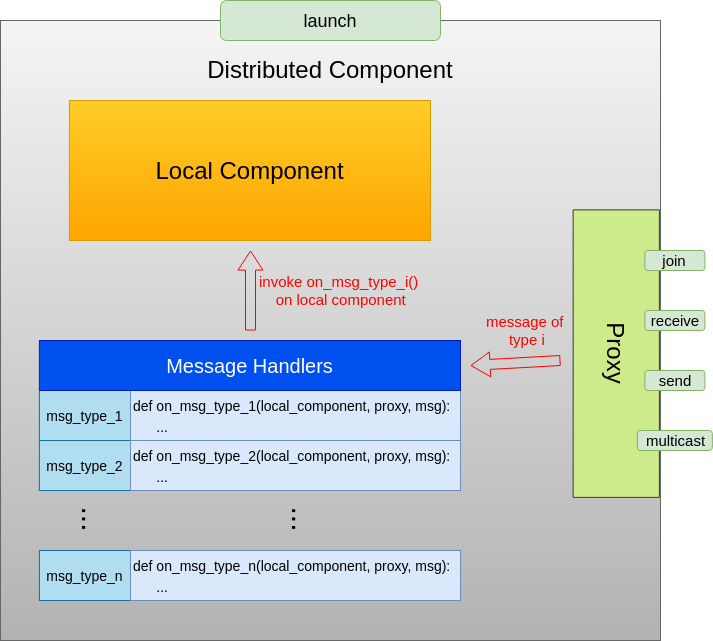 launch
Distributed Component
Local Component
invoke on_msg_type_i()
on local component
message of
type i
Proxy
join
receive
send
multicast
Message Handlers
msg_type_1
def on_msg_type_1(local_component, proxy, msg):
...
msg_type_2
def on_msg_type_2(local_component, proxy, msg):
...
...
...
msg_type_n
def on_msg_type_n(local_component, proxy, msg):
...